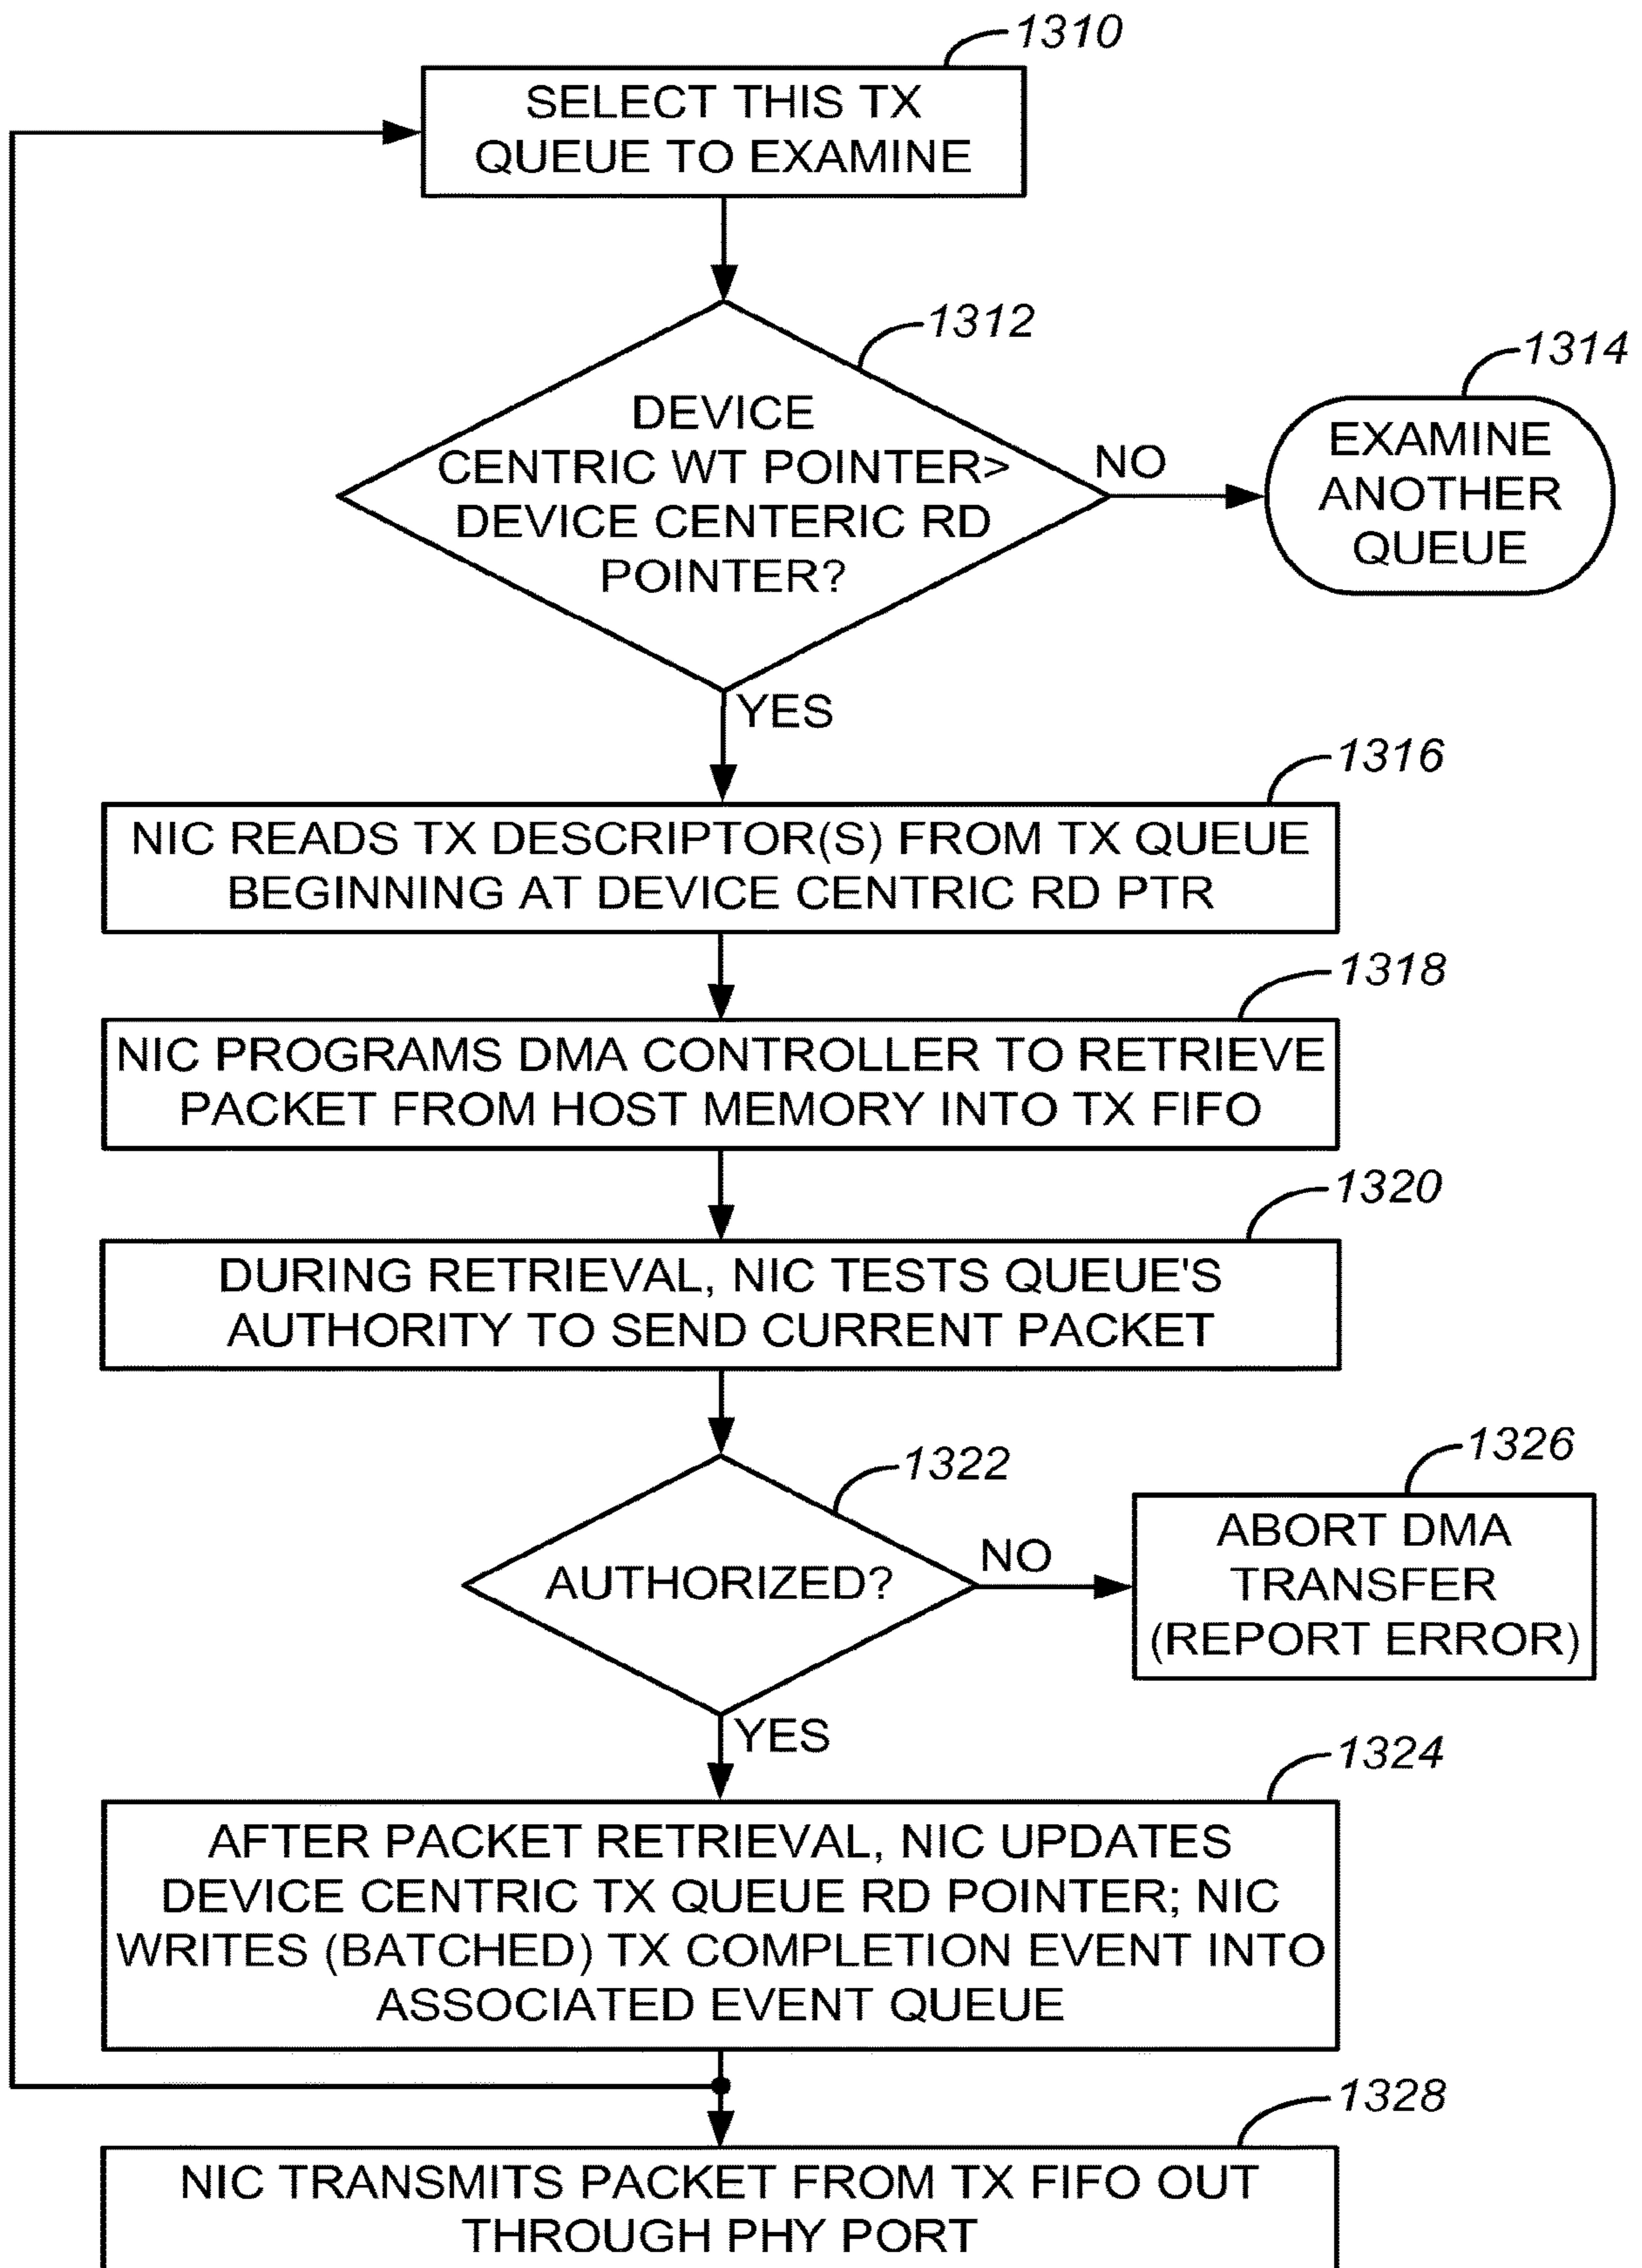 1310
SELECT THIS TX
QUEUE TO EXAMINE
1312
DEVICE
CENTRIC WT POINTER>
DEVICE CENTERIC RD
POINTER?
NO
1314
EXAMINE
ANOTHER
QUEUE
YES
1316
NIC READS TX DESCRIPTOR(S) FROM TX QUEUE
BEGINNING AT DEVICE CENTRIC RD PTR
1318
NIC PROGRAMS DMA CONTROLLER TO RETRIEVE
PACKET FROM HOST MEMORY INTO TX FIFO
1320
DURING RETRIEVAL, NIC TESTS QUEUE'S
AUTHORITY TO SEND CURRENT PACKET
1322
AUTHORIZED?
NO
1326
ABORT DMA
TRANSFER
(REPORT ERROR)
YES
1324
AFTER PACKET RETRIEVAL, NIC UPDATES
DEVICE CENTRIC TX QUEUE RD POINTER; NIC
WRITES (BATCHED) TX COMPLETION EVENT INTO
ASSOCIATED EVENT QUEUE
1328
NIC TRANSMITS PACKET FROM TX FIFO OUT
THROUGH PHY PORT